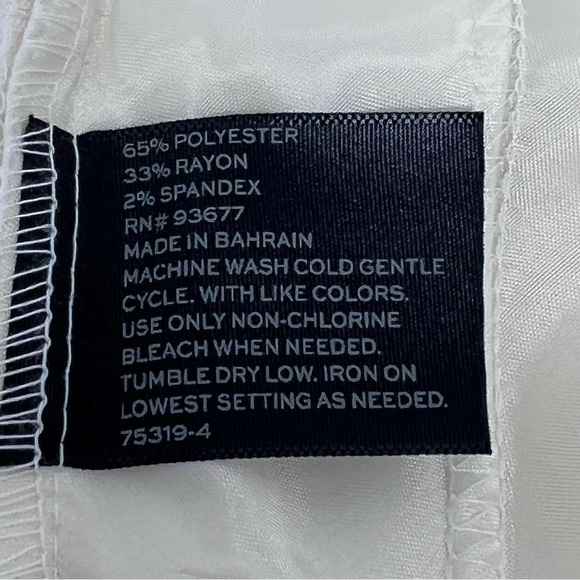 65% POLYESTER
33% RAYON
2% SPANDEX
RN# 93677
MADE IN BAHRAIN
MACHINE WASH COLD GENTLE
CYCLE. WITH LIKE COLORS.
USE ONLY NON-CHLORINE
BLEACH WHEN NEEDED.
TUMBLE DRY LOW. IRON ON
LOWEST SETTING AS NEEDED.
75319-4